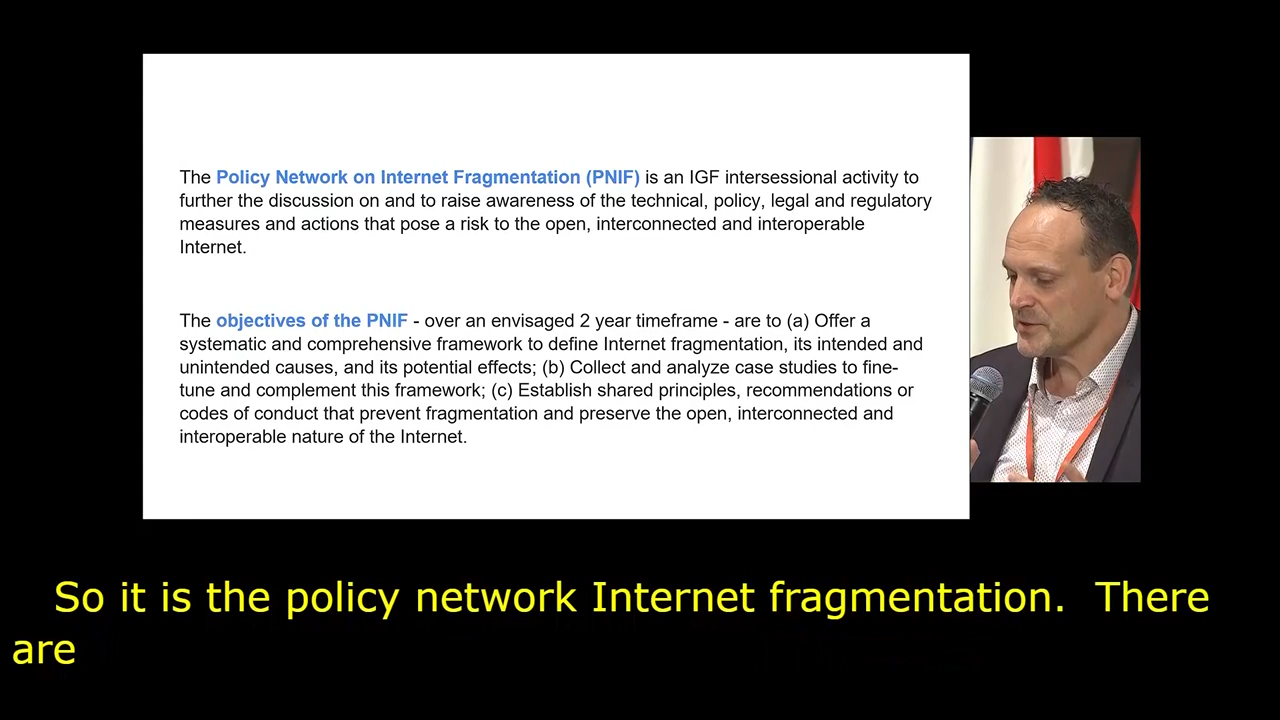 The Policy Network on Internet Fragmentation (PNIF) is an IGF intersessional activity to
further the discussion on and to raise awareness of the technical, policy, legal and regulatory
measures and actions that pose a risk to the open, interconnected and interoperable
Internet.
The objectives of the PNIF - over an envisaged 2 year timeframe - are to (a) Offer a
systematic and comprehensive framework to define Internet fragmentation, its intended and
unintended causes, and its potential effects; (b) Collect and analyze case studies to fine-
tune and complement this framework; (c) Establish shared principles, recommendations or
codes of conduct that prevent fragmentation and preserve the open, interconnected and
interoperable nature of the Internet.
So it is the policy network Internet fragmentation. There
are